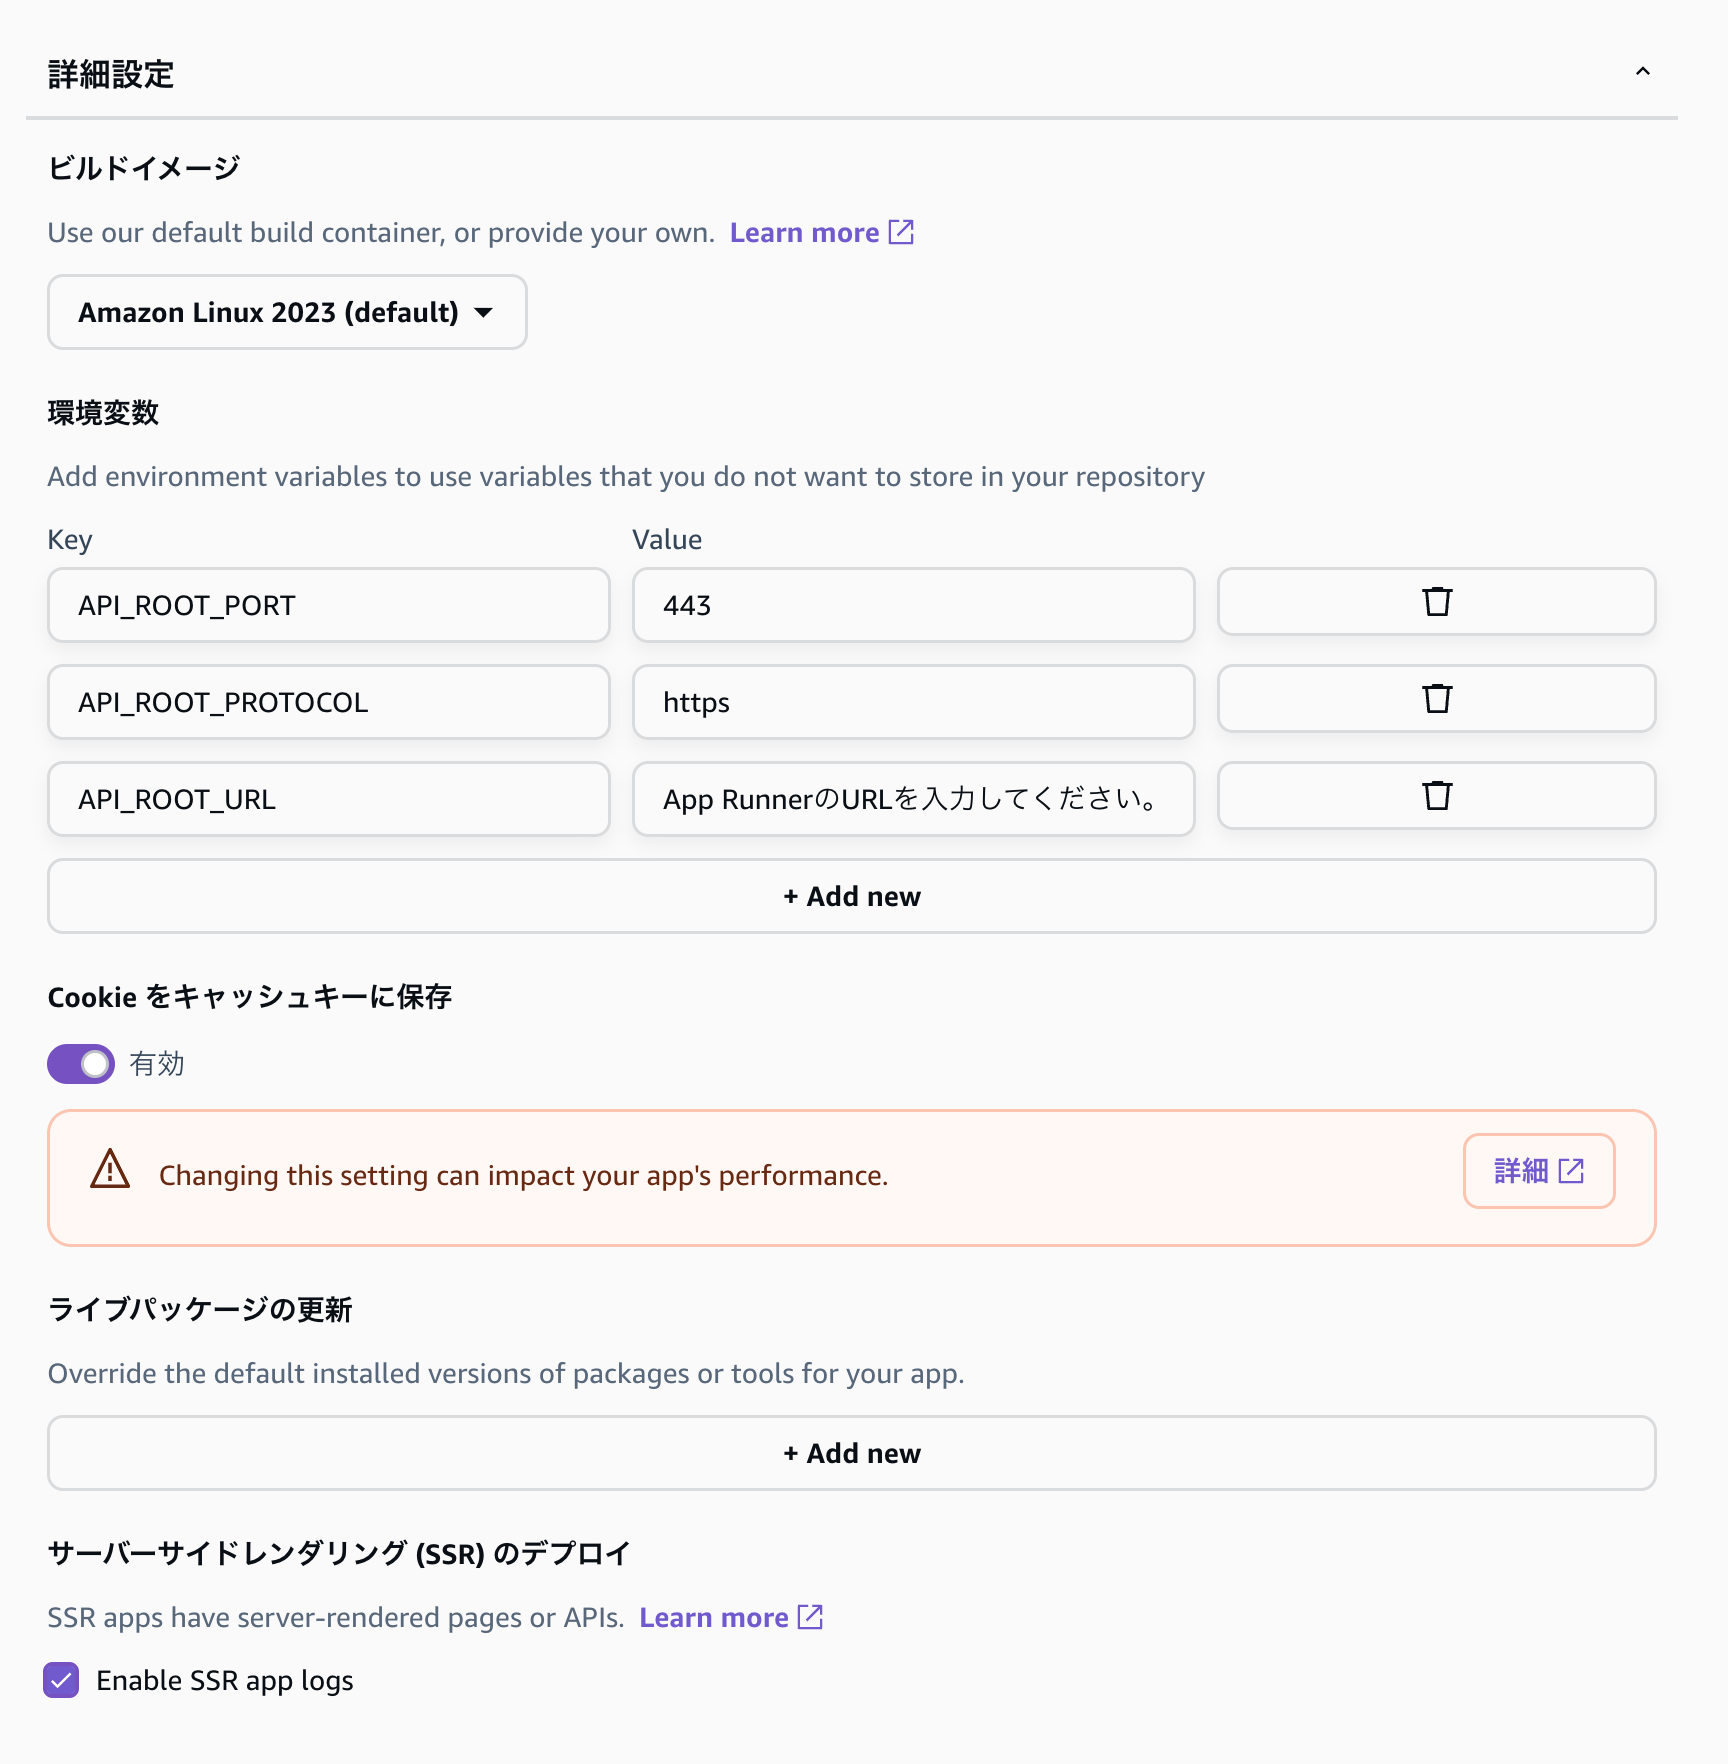 詳細設定
ビルドイメージ
Use our default build container, or provide your own. Learn more
Amazon Linux 2023 (default)
環境変数
Add environment variables to use variables that you do not want to store in your repository
Key Value
API_ROOT_PORT 443
API_ROOT_PROTOCOL https
API_ROOT_URL App RunnerのURLを入力してください。
+ Add new
Cookie をキャッシュキーに保存
有効
Changing this setting can impact your app's performance. 詳細
ライブパッケージの更新
Override the default installed versions of packages or tools for your app.
+ Add new
サーバーサイドレンダリング (SSR) のデプロイ
SSR apps have server-rendered pages or APIs. Learn more
Enable SSR app logs